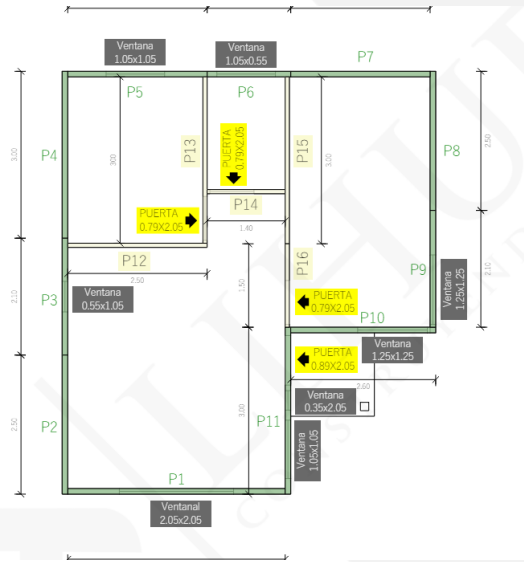 Ventana
1.05x1.05
Ventana
1.05x0.55
P7
P5
P6
P4
P13
P15
P8
3.00
300
3.00
2.50
PUERTA
0.79X2.05
P14
PUERTA
0.79X2.05
1.40
P12
P16
2.50
P3
2.10
Ventana
0.55x1.05
1.50
PUERTA
0.79X2.05
P9
2.10
Ventana
1.25x1.25
P10
Ventana
1.25x1.25
PUERTA
0.89X2.05
2.60
Ventana
0.35x2.05
P2
2.50
3.00
P11
Ventana
1.05x1.05
P1
Ventanal
2.05x2.05